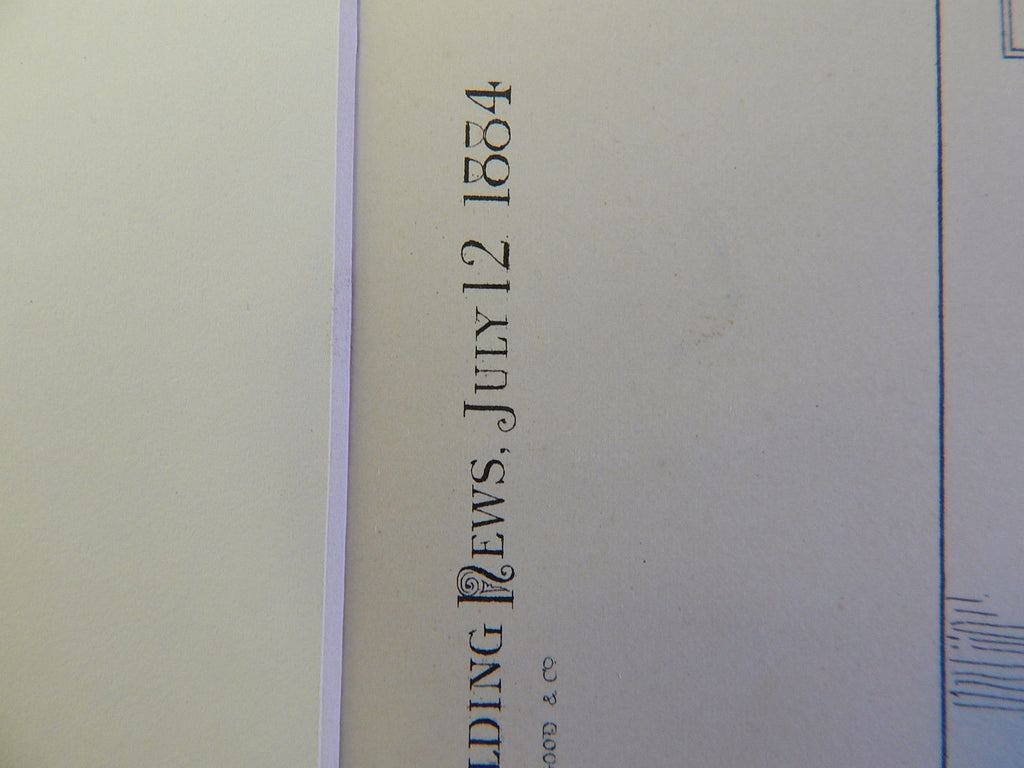 LDING NEWS, JULY 12 1884
OOD & CO